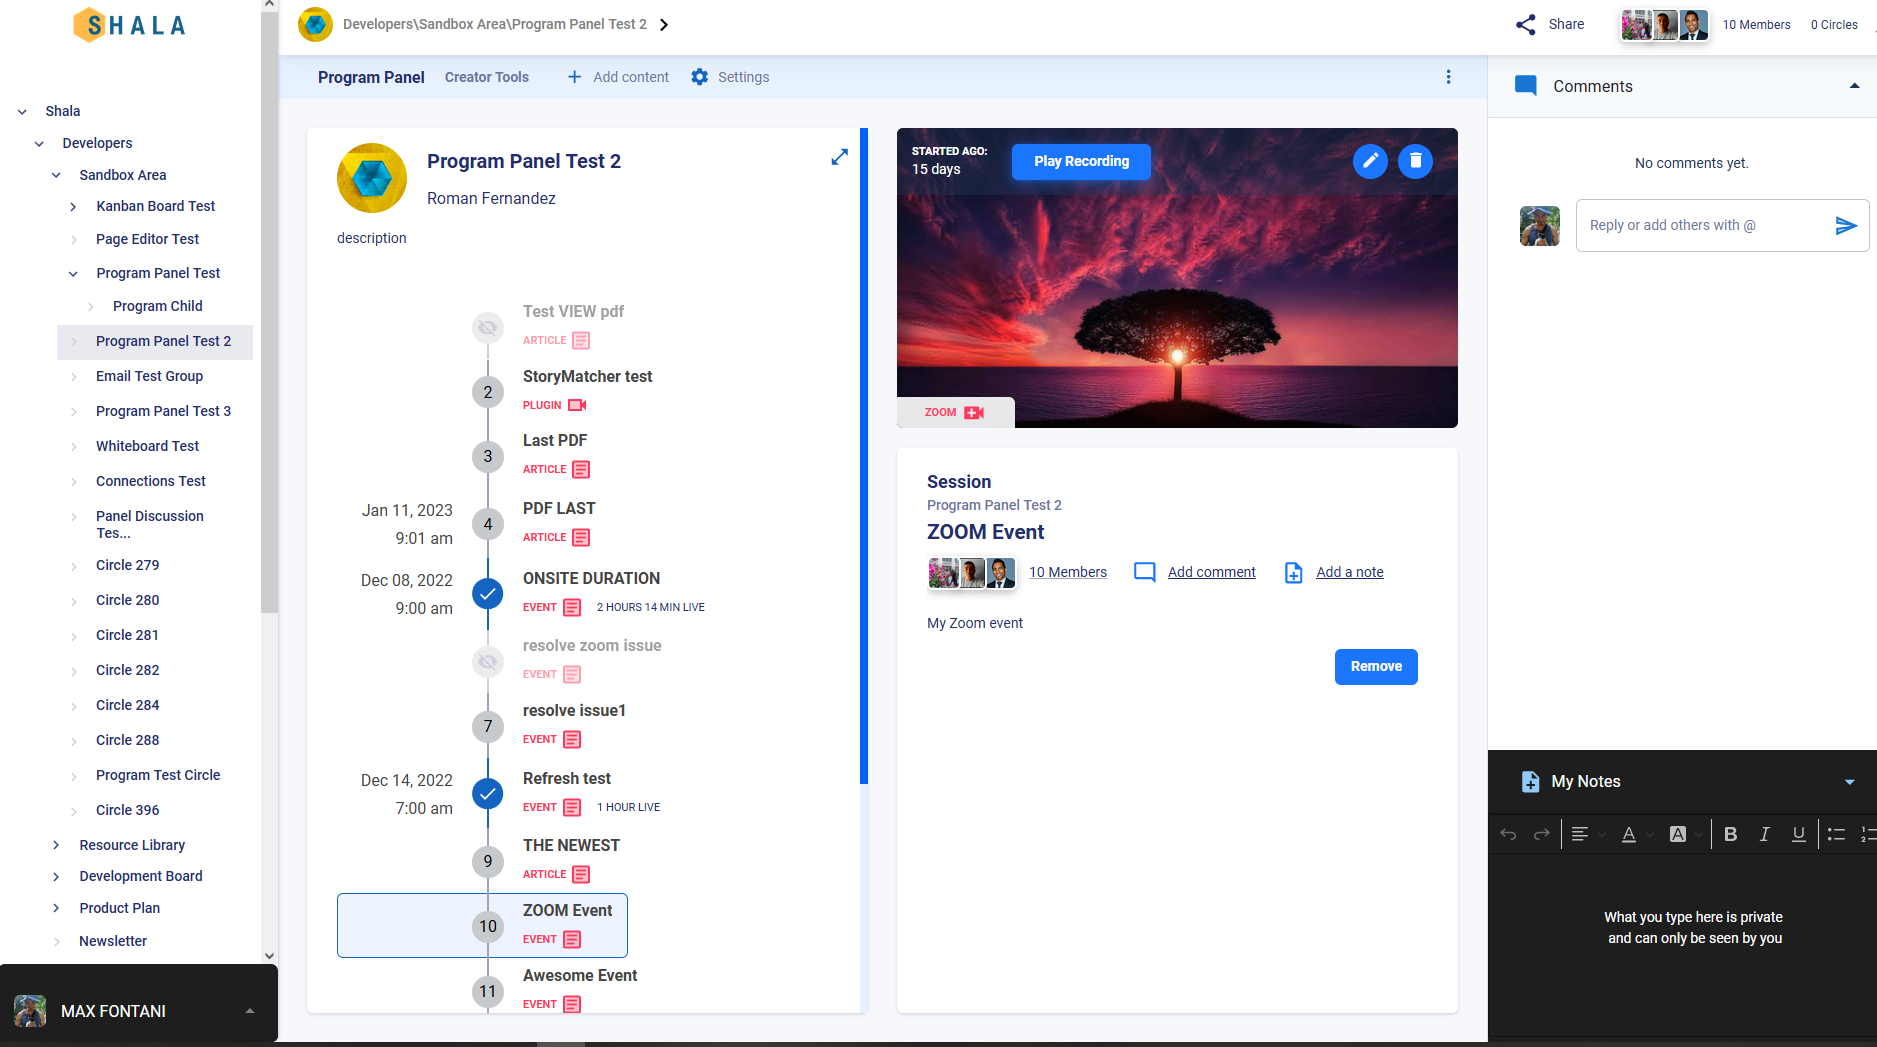 SHALA
Developers\Sandbox Area\Program Panel Test 2
Share
10 Members
0 Circles
Program Panel
Creator Tools
Add content
Settings
Shala
Developers
Sandbox Area
Kanban Board Test
Page Editor Test
Program Panel Test
Program Child
Program Panel Test 2
Email Test Group
Program Panel Test 3
Whiteboard Test
Connections Test
Panel Discussion
Tes...
Circle 279
Circle 280
Circle 281
Circle 282
Circle 284
Circle 288
Program Test Circle
Circle 396
Resource Library
Development Board
Product Plan
Newsletter
MAX FONTANI
Program Panel Test 2
Roman Fernandez
description
Test VIEW pdf
ARTICLE
2
StoryMatcher test
PLUGIN
3
Last PDF
ARTICLE
Jan 11, 2023
9:01 am
4
PDF LAST
ARTICLE
Dec 08, 2022
9:00 am
ONSITE DURATION
EVENT
2 HOURS 14 MIN LIVE
resolve zoom issue
EVENT
7
resolve issue1
EVENT
Dec 14, 2022
7:00 am
Refresh test
EVENT
1 HOUR LIVE
9
THE NEWEST
ARTICLE
10
ZOOM Event
EVENT
11
Awesome Event
EVENT
STARTED AGO:
15 days
Play Recording
ZOOM
Session
Program Panel Test 2
ZOOM Event
10 Members
Add comment
Add a note
My Zoom event
Remove
Comments
No comments yet.
Reply or add others with @
My Notes
A
A
B
I
U
What you type here is private
and can only be seen by you